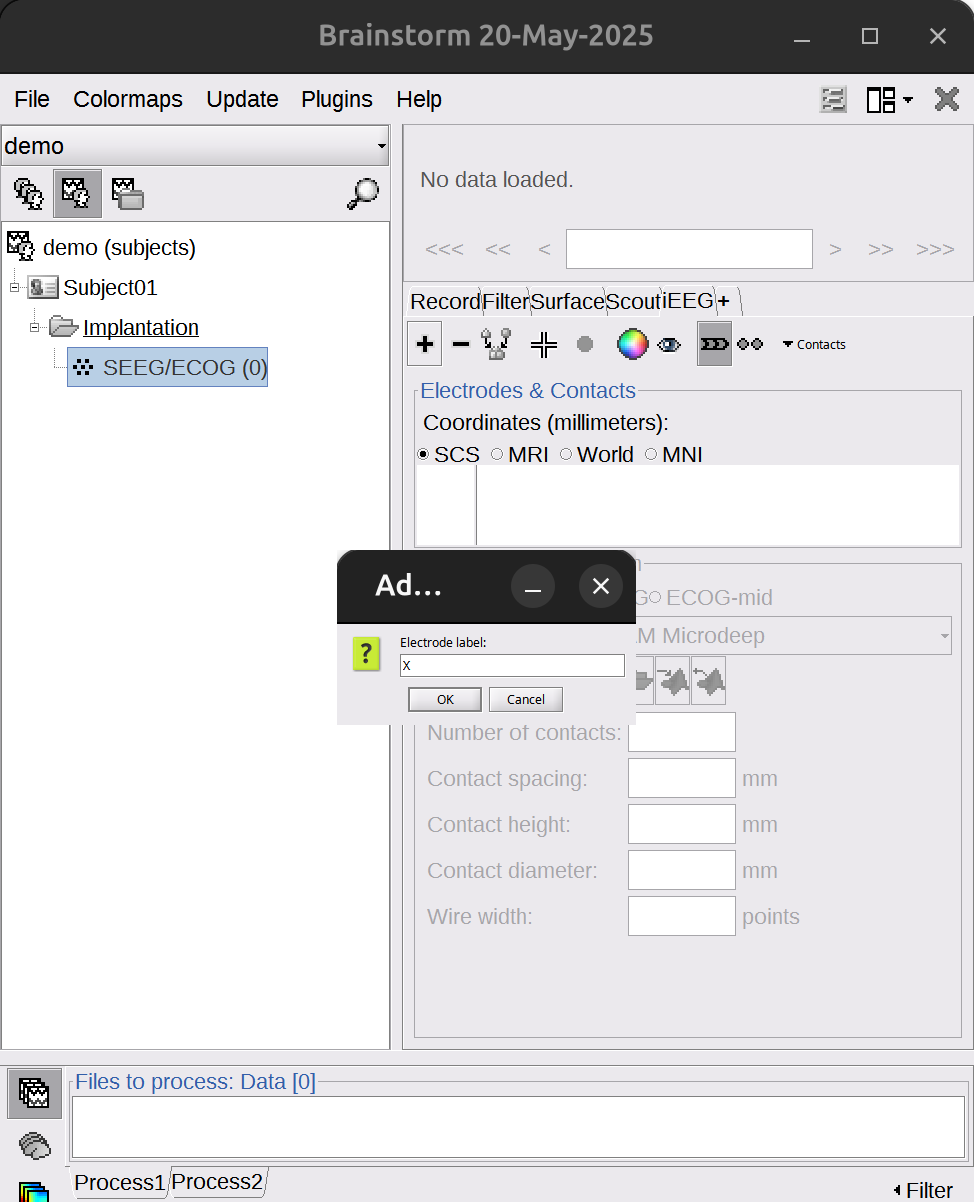 Brainstorm 20-May-2025
File Colormaps Update Plugins Help
demo
No data loaded.
demo (subjects)
<<< << < > >> >>>
Subject01
Record Filter Surface Scout iEEG +
Implantation
Contacts
SEEG/ECOG (0)
Electrodes & Contacts
Coordinates (millimeters):
SCS MRI World MNI
Ad...
ECOG-mid
Electrode label:
M Microdeep
X
OK Cancel
Number of contacts:
Contact spacing: mm
Contact height: mm
Contact diameter: mm
Wire width: points
Files to process: Data [0]
Process1 Process2
Filter